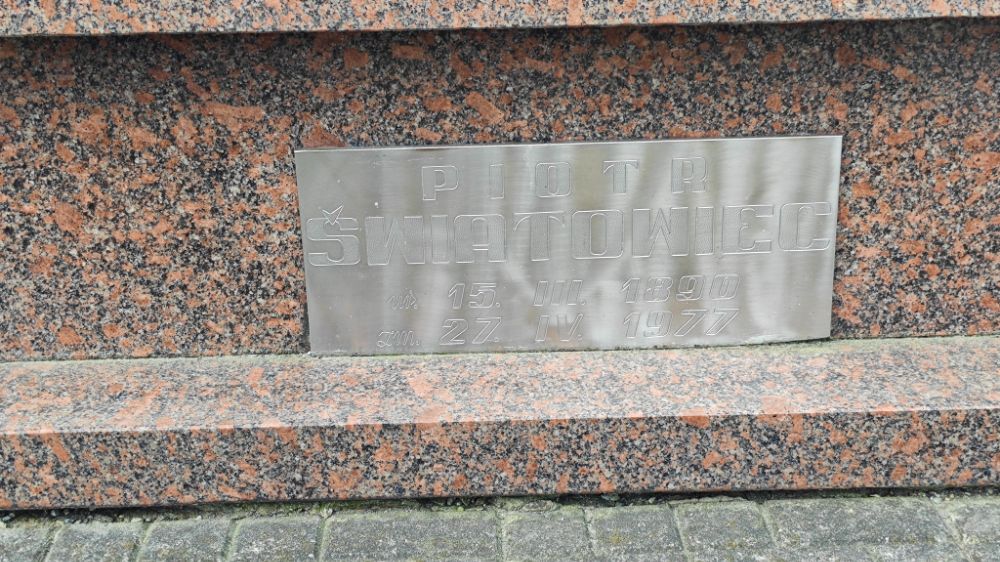 PIOTR
ŚWIATOWIEC
ur. 15. III. 1890
zm. 27. IV. 1977